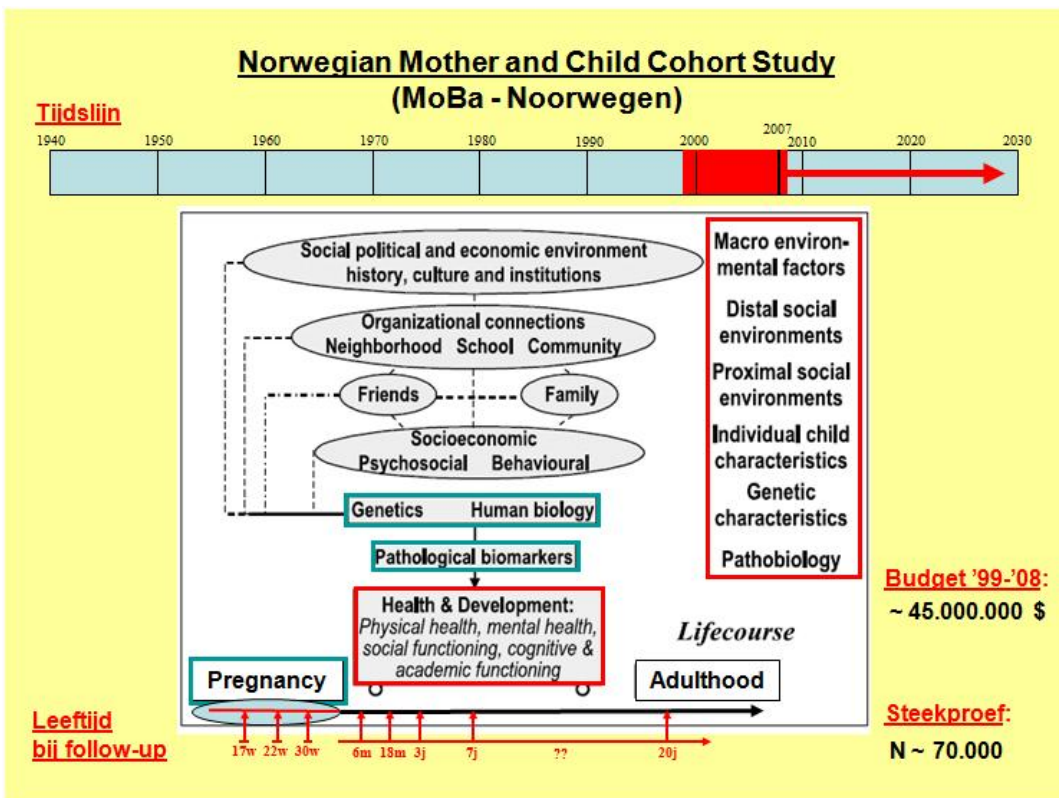 Norwegian Mother and Child Cohort Study
(MoBa - Noorwegen)
Tijdslijn
1940 1950 1960 1970 1980 1990 2000 2007 2010 2020 2030
Social political and economic environment
history, culture and institutions
Organizational connections
Neighborhood School Community
Friends Family
Socioeconomic
Psychosocial Behavioural
Genetics Human biology
Pathological biomarkers
Health & Development:
Physical health, mental health,
social functioning, cognitive &
academic functioning
Macro environ-
mental factors
Distal social
environments
Proximal social
environments
Individual child
characteristics
Genetic
characteristics
Pathobiology
Lifecourse
Pregnancy
Adulthood
Budget '99-'08:
~ 45.000.000 $
Steekproef:
N ~ 70.000
Leeftijd
bij follow-up
17w 22w 30w 6m 18m 3j 7j ?? 20j